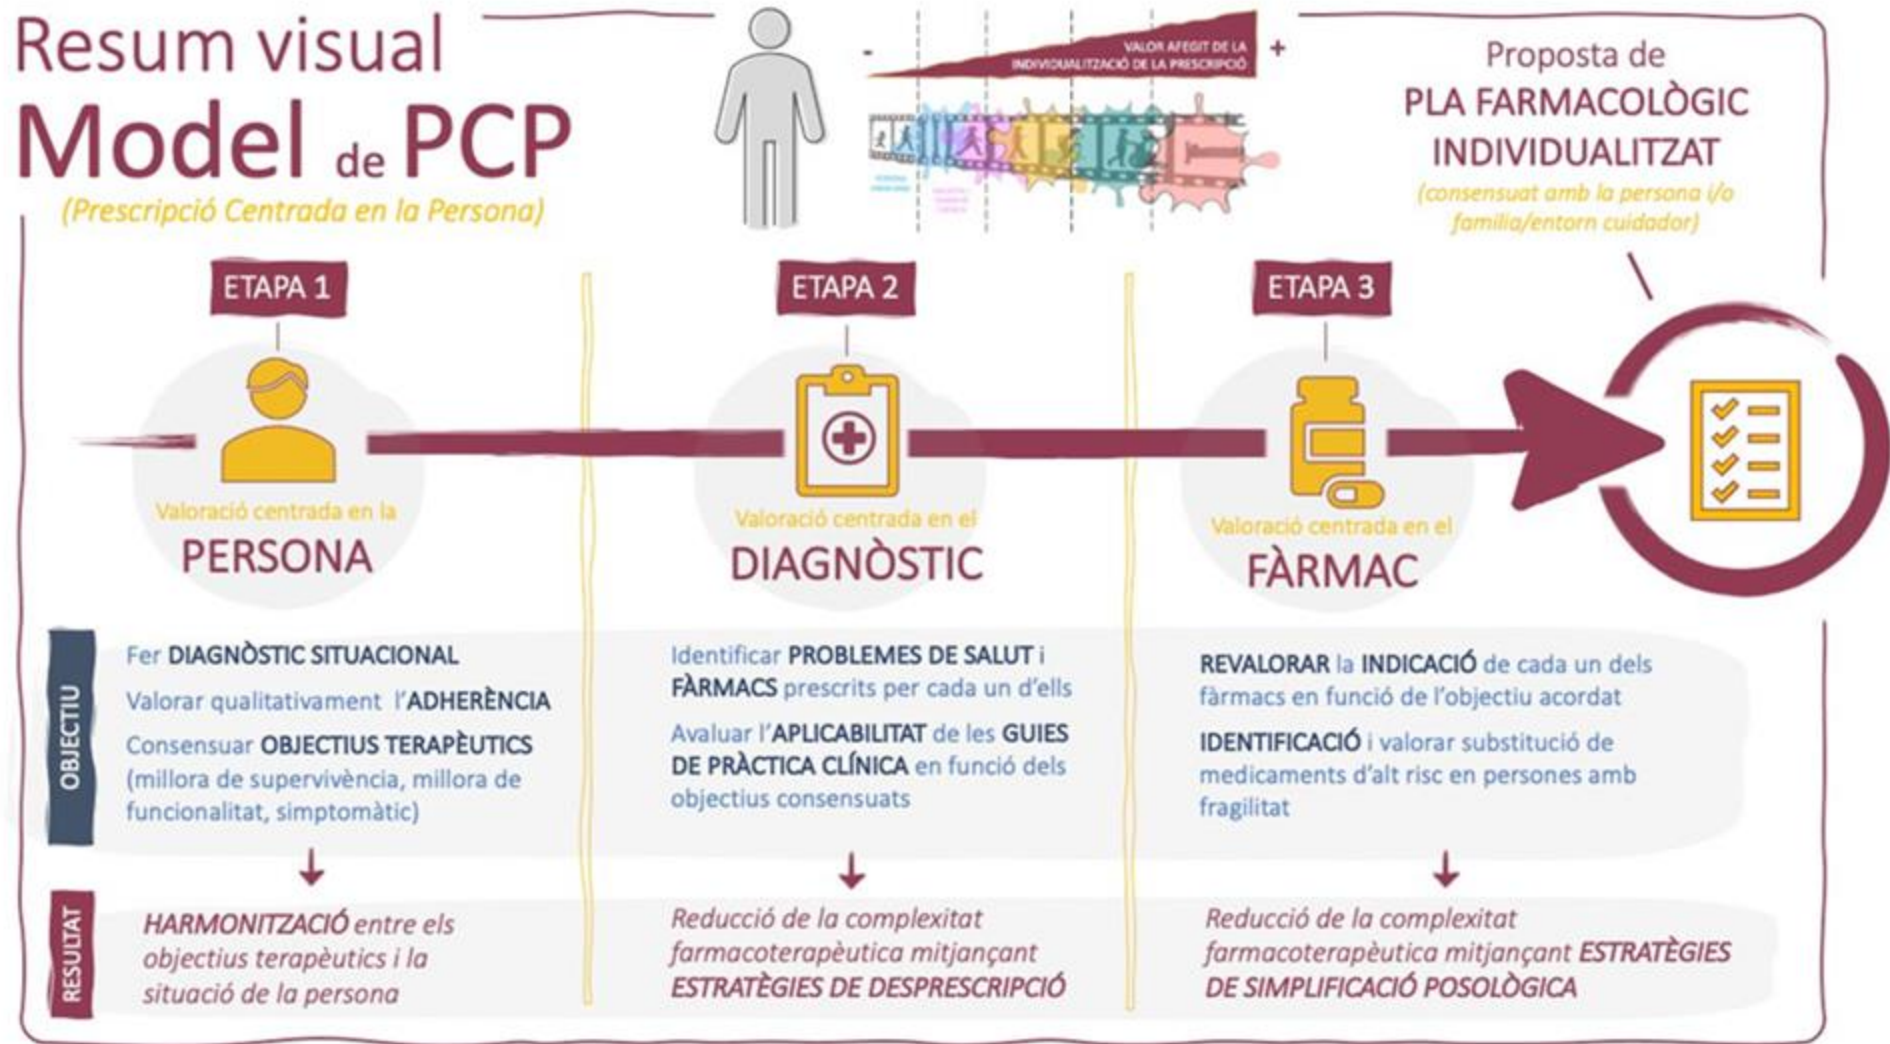 Resum visual
Model de PCP
(Prescripció Centrada en la Persona)
-
VALOR AFEGIT DE LA
INDIVIDUALITZACIÓ DE LA PRESCRIPCIÓ
+
Proposta de
PLA FARMACOLÒGIC
INDIVIDUALITZAT
(consensuat amb la persona i/o
familia/entorn cuidador)
ETAPA 1
Valoració centrada en la
PERSONA
ETAPA 2
Valoració centrada en el
DIAGNÒSTIC
ETAPA 3
Valoració centrada en el
FÀRMAC
OBJECTIU
Fer DIAGNÒSTIC SITUACIONAL
Valorar qualitativament l'ADHERÈNCIA
Consensuar OBJECTIUS TERAPÈUTICS
(millora de supervivència, millora de
funcionalitat, simptomàtic)
Identificar PROBLEMES DE SALUT i
FÀRMACS prescrits per cada un d'ells
Avaluar l'APLICABILITAT de les GUIES
DE PRÀCTICA CLÍNICA en funció dels
objectius consensuats
REVALORAR la INDICACIÓ de cada un dels
fàrmacs en funció de l'objectiu acordat
IDENTIFICACIÓ i valorar substitució de
medicaments d'alt risc en persones amb
fragilitat
RESULTAT
HARMONITZACIÓ entre els
objectius terapèutics i la
situació de la persona
Reducció de la complexitat
farmacoterapèutica mitjançant
ESTRATÈGIES DE DESPRESCRIPCIÓ
Reducció de la complexitat
farmacoterapèutica mitjançant ESTRATÈGIES
DE SIMPLIFICACIÓ POSOLÒGICA